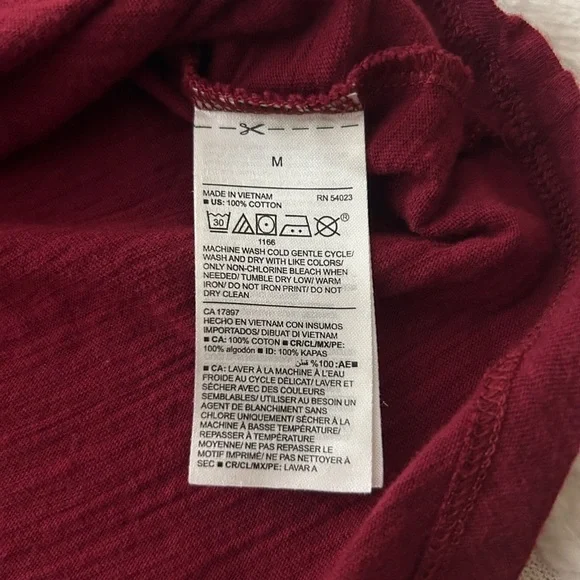 M
MADE IN VIETNAM RN 54023
■ US: 100% COTTON
30 ®
1166
MACHINE WASH COLD GENTLE CYCLE/
WASH AND DRY WITH LIKE COLORS/
ONLY NON-CHLORINE BLEACH WHEN
NEEDED/ TUMBLE DRY LOW/ WARM
IRON/ DO NOT IRON PRINT/ DO NOT
DRY CLEAN
CA 17897
HECHO EN VIETNAM CON INSUMOS
IMPORTADOS/ DIBUAT DI VIETNAM
■ CA: 100% COTON ■ CR/CL/MX/PE:
100% algodón ■ ID: 100% KAPAS
■AE: 100% قطن
■ CA: LAVER À LA MACHINE À L'EAU
FROIDE AU CYCLE DÉLICAT/ LAVER ET
SÉCHER AVEC DES COULEURS
SEMBLABLES/ UTILISER AU BESOIN UN
AGENT DE BLANCHIMENT SANS
CHLORE UNIQUEMENT/ SÉCHER À LA
MACHINE À BASSE TEMPÉRATURE/
REPASSER À TEMPÉRATURE
MOYENNE/ NE PAS REPASSER LE
MOTIF IMPRIMÉ/ NE PAS NETTOYER À
SEC ■ CR/CL/MX/PE: LAVAR A